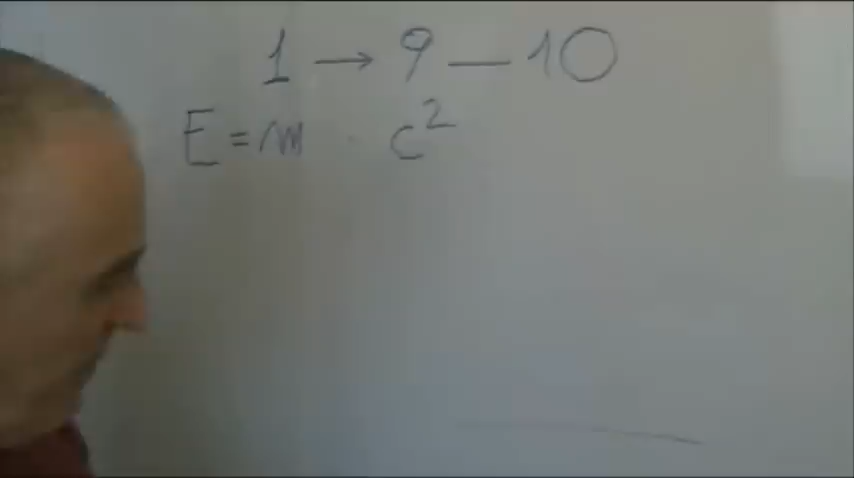 1 → 9 — 10
E = m · c²